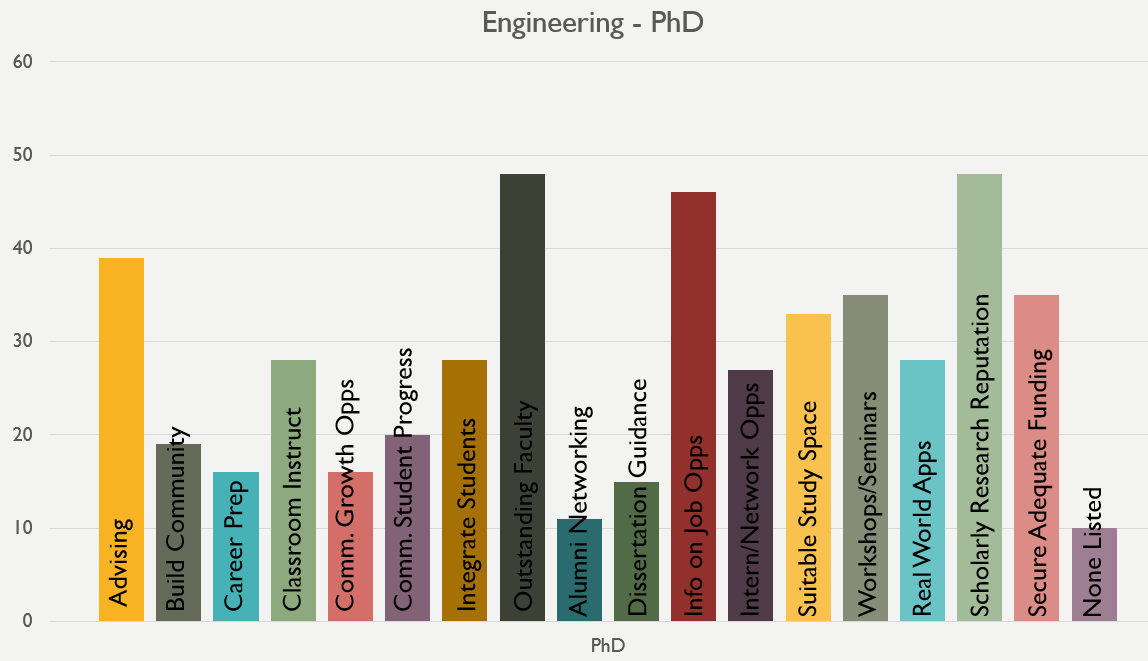 Engineering - PhD
60
50
40
30
20
10
0
Advising
Build Community
Career Prep
Classroom Instruct
Comm. Growth Opps
Comm. Student Progress
Integrate Students
Outstanding Faculty
Alumni Networking
Dissertation Guidance
Info on Job Opps
Intern/Network Opps
Suitable Study Space
Workshops/Seminars
Real World Apps
Scholarly Research Reputation
Secure Adequate Funding
None Listed
PhD